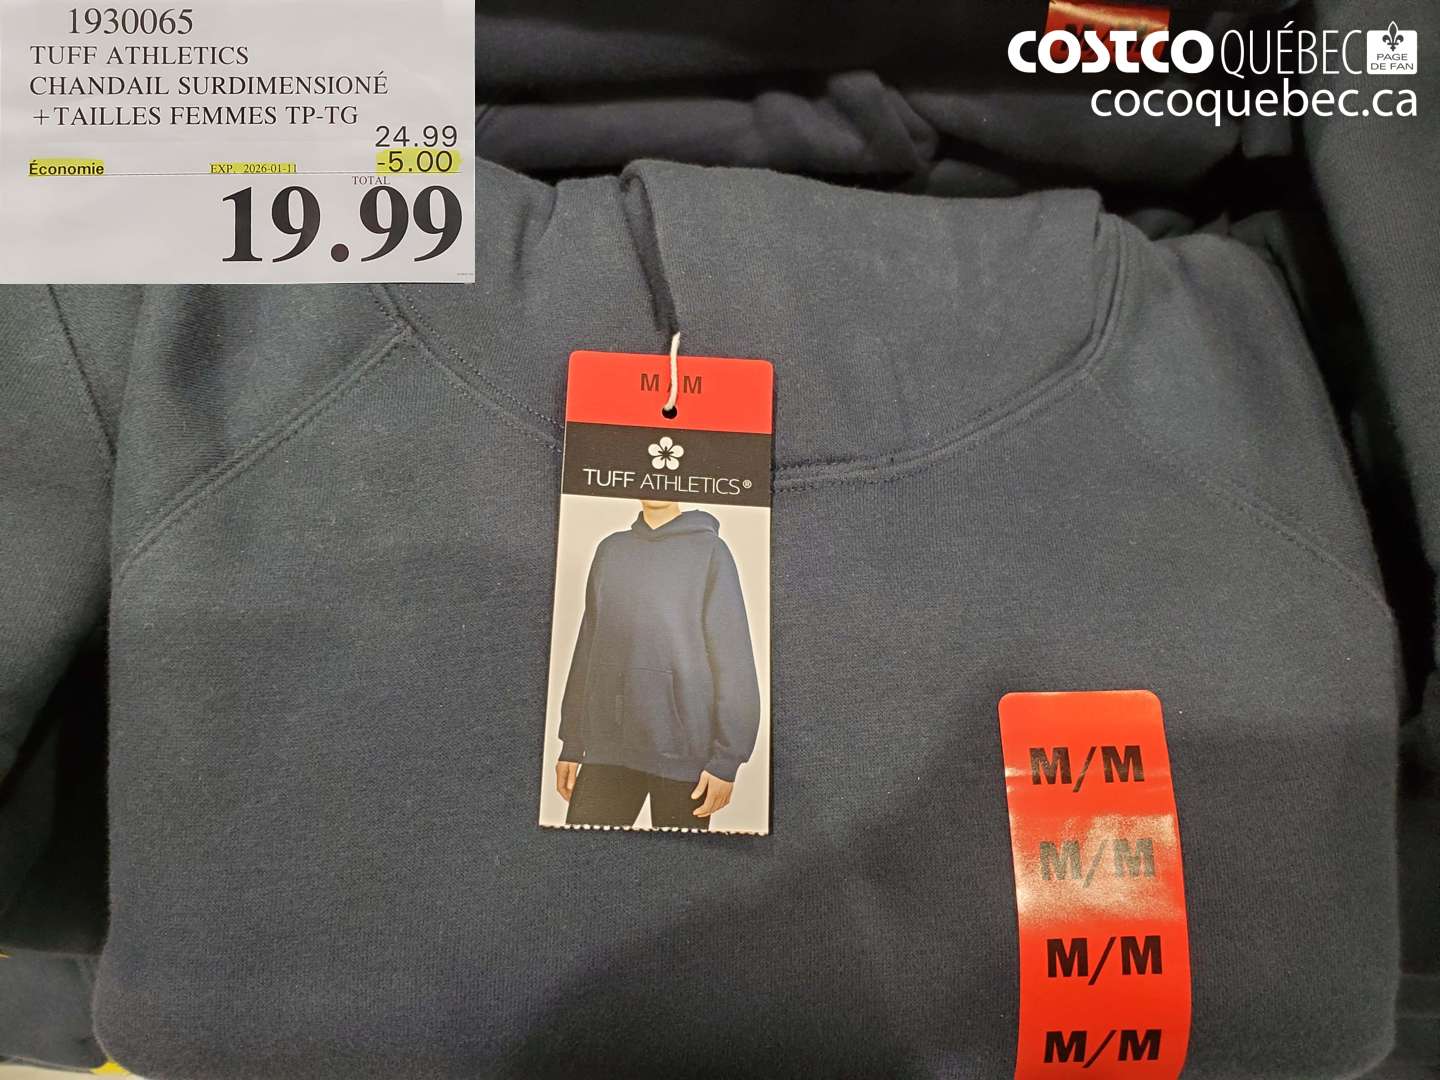 1930065
TUFF ATHLETICS
CHANDAIL SURDIMENSIONÉ
+TAILLES FEMMES TP-TG
24.99
Économie EXP. 2026-01-11 -5.00
TOTAL
19.99
COSTCO QUÉBEC PAGE DE FAN
cocoquebec.ca
M/M
TUFF ATHLETICS®
M/M
M/M
M/M
M/M